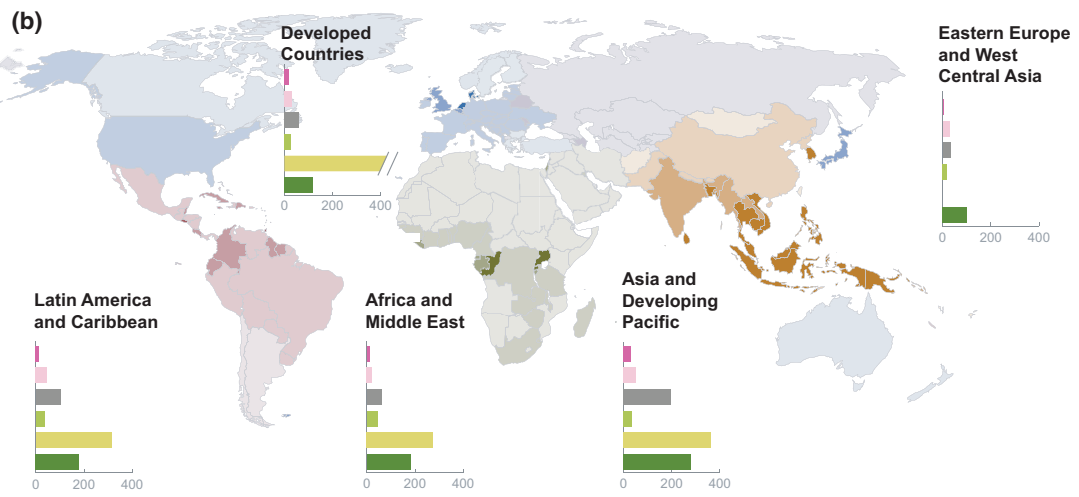 (b)
Developed
Countries
0 200 400
Eastern Europe
and West
Central Asia
0 200 400
Latin America
and Caribbean
0 200 400
Africa and
Middle East
0 200 400
Asia and
Developing
Pacific
0 200 400